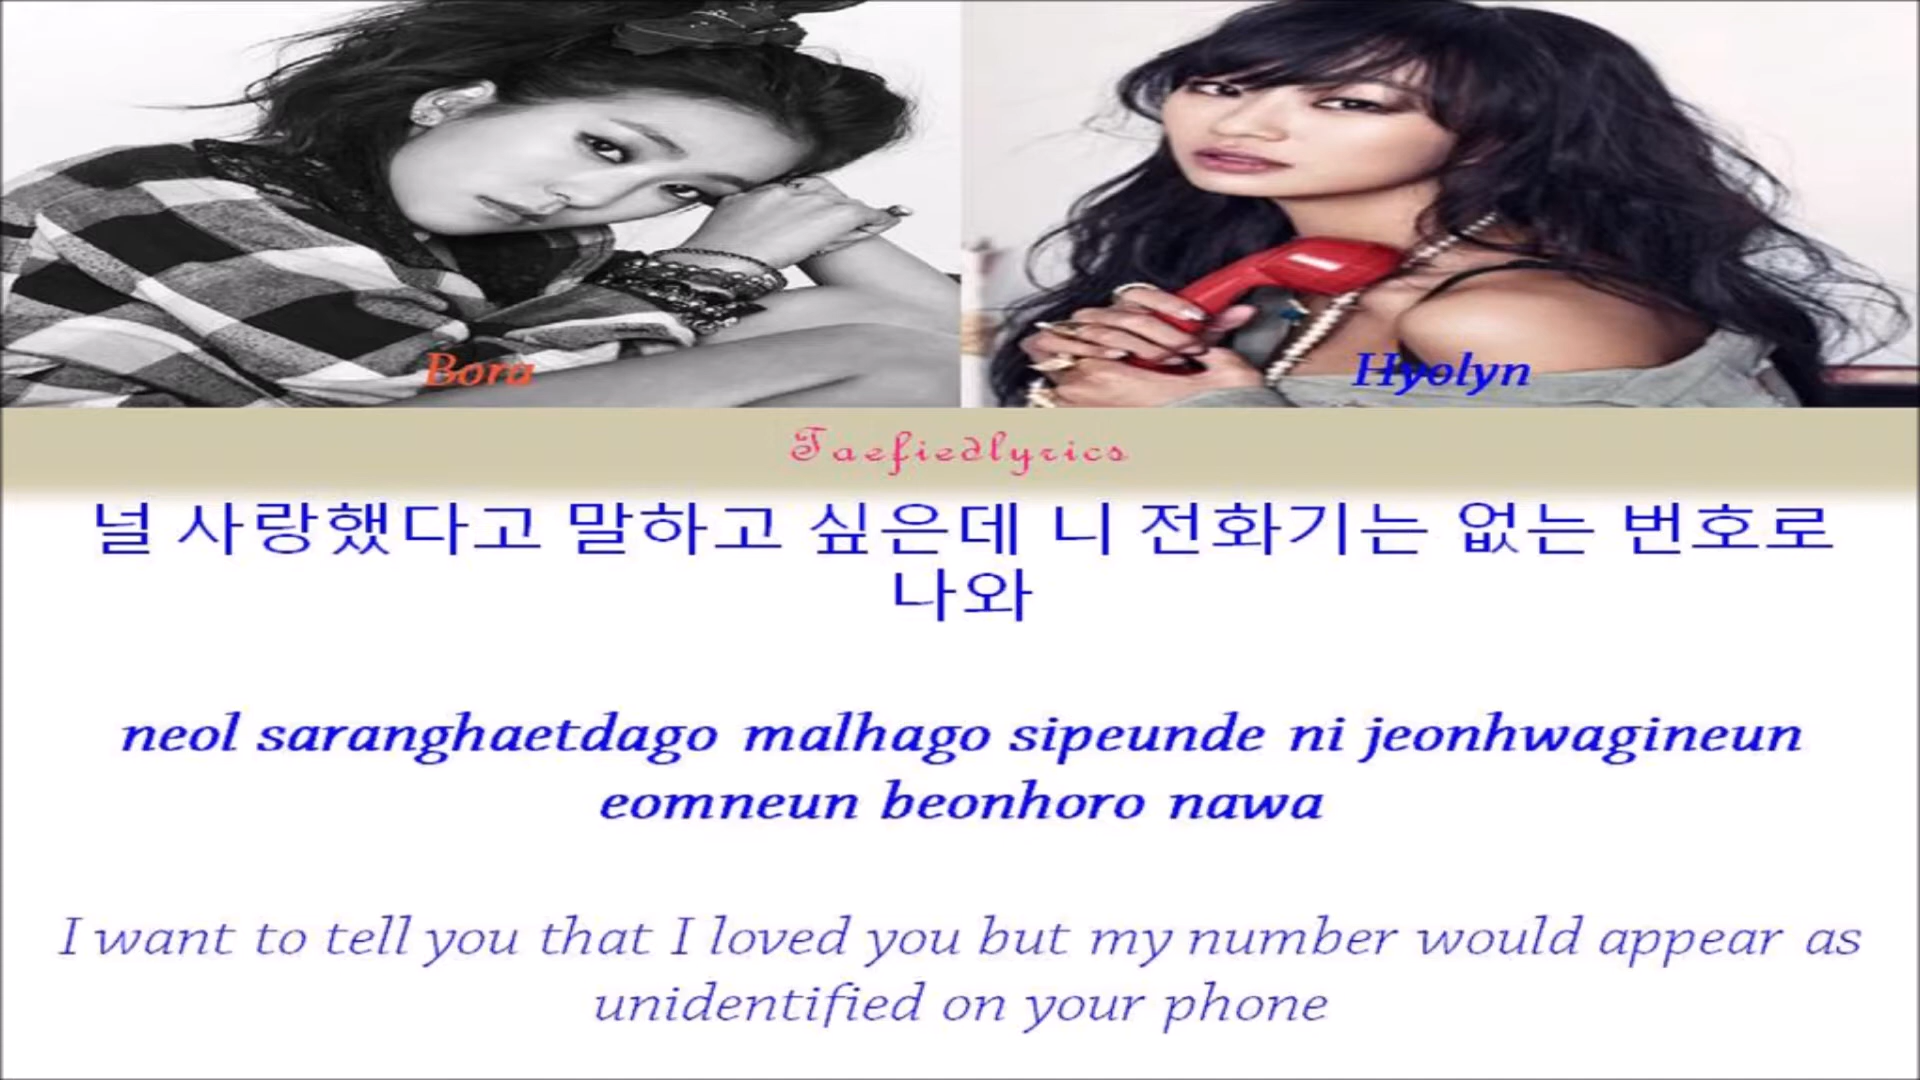 Bora
Hyolyn
Taefiedlyrics
널 사랑했다고 말하고 싶은데 니 전화기는 없는 번호로
나와
neol saranghaetdago malhago sipeunde ni jeonhwagineun
eomneun beonhoro nawa
I want to tell you that I loved you but my number would appear as
unidentified on your phone